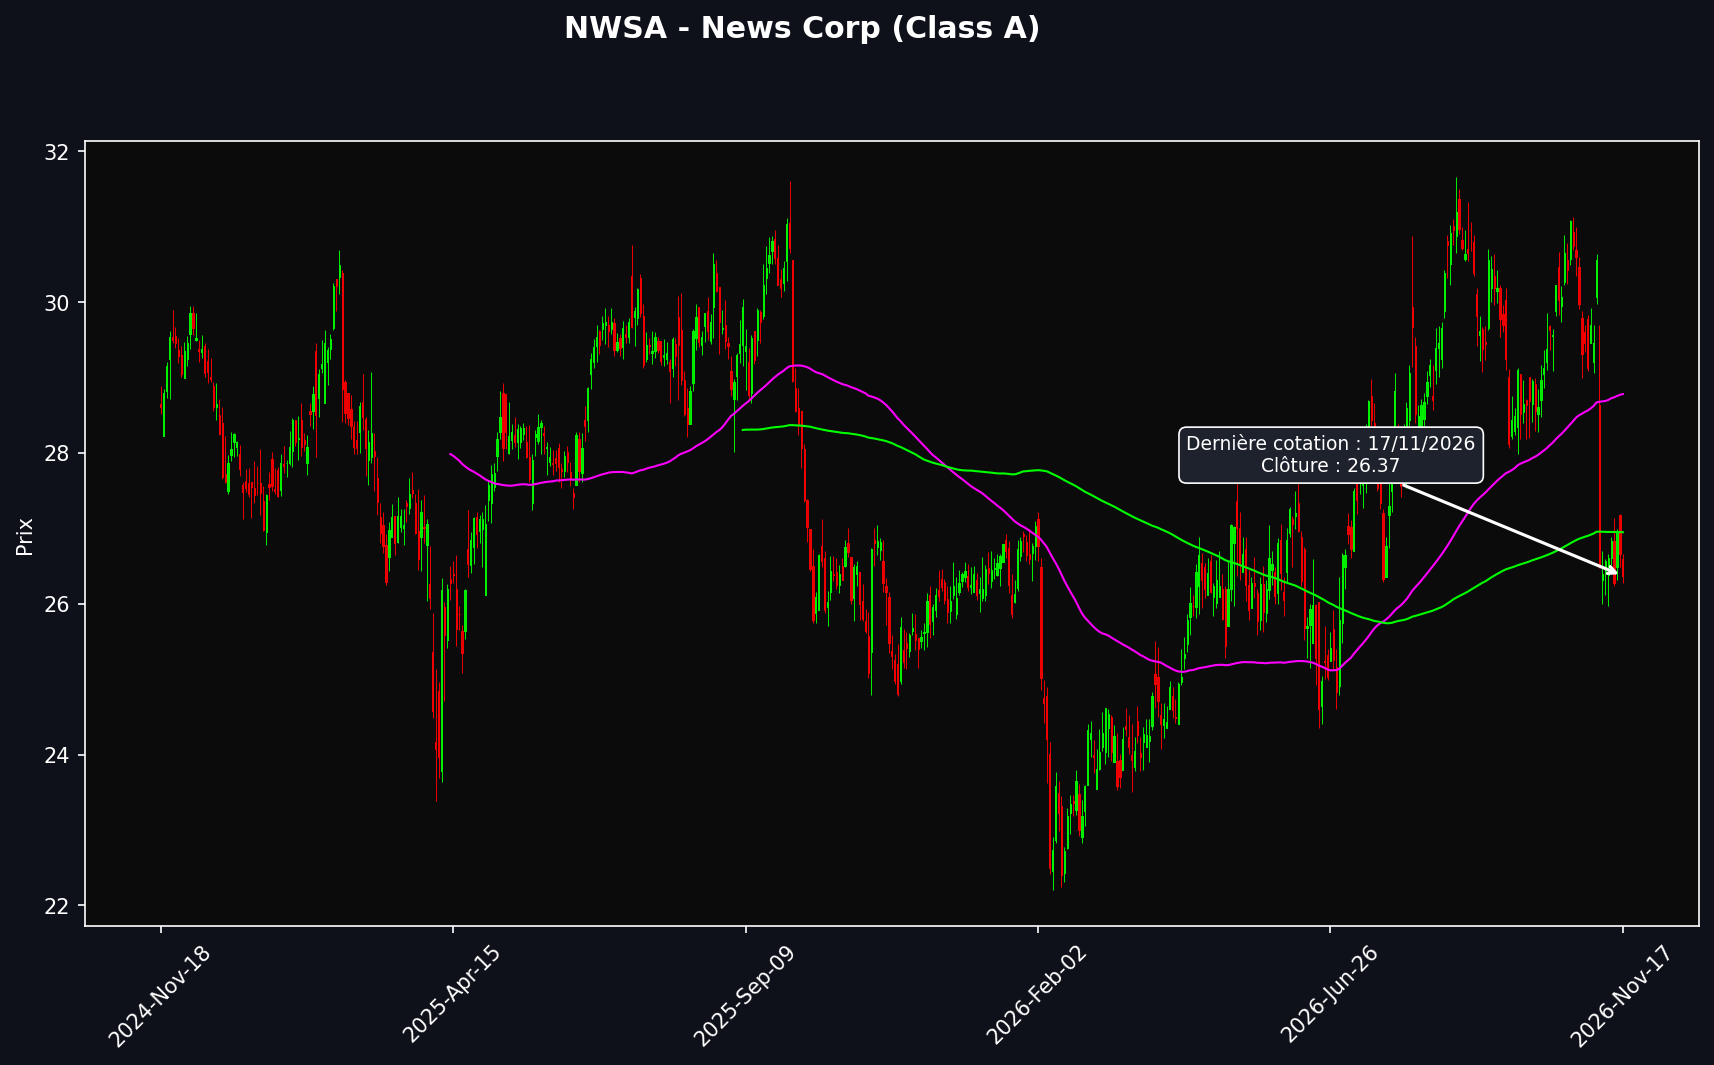 NWSA - News Corp (Class A)
32
30
28
26
24
22
Prix
Dernière cotation : 17/11/2026
Clôture : 26.37
2024-Nov-18
2025-Apr-15
2025-Sep-09
2026-Feb-02
2026-Jun-26
2026-Nov-17